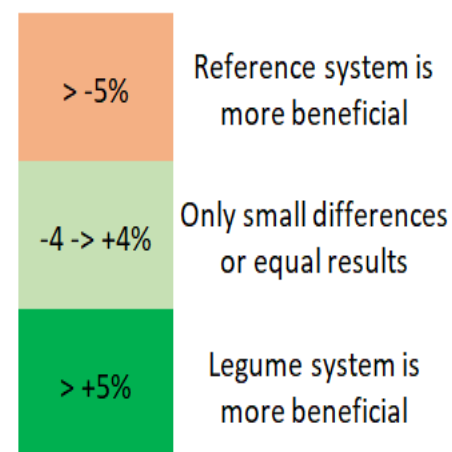 > -5%
Reference system is
more beneficial
-4 -> +4%
Only small differences
or equal results
> +5%
Legume system is
more beneficial